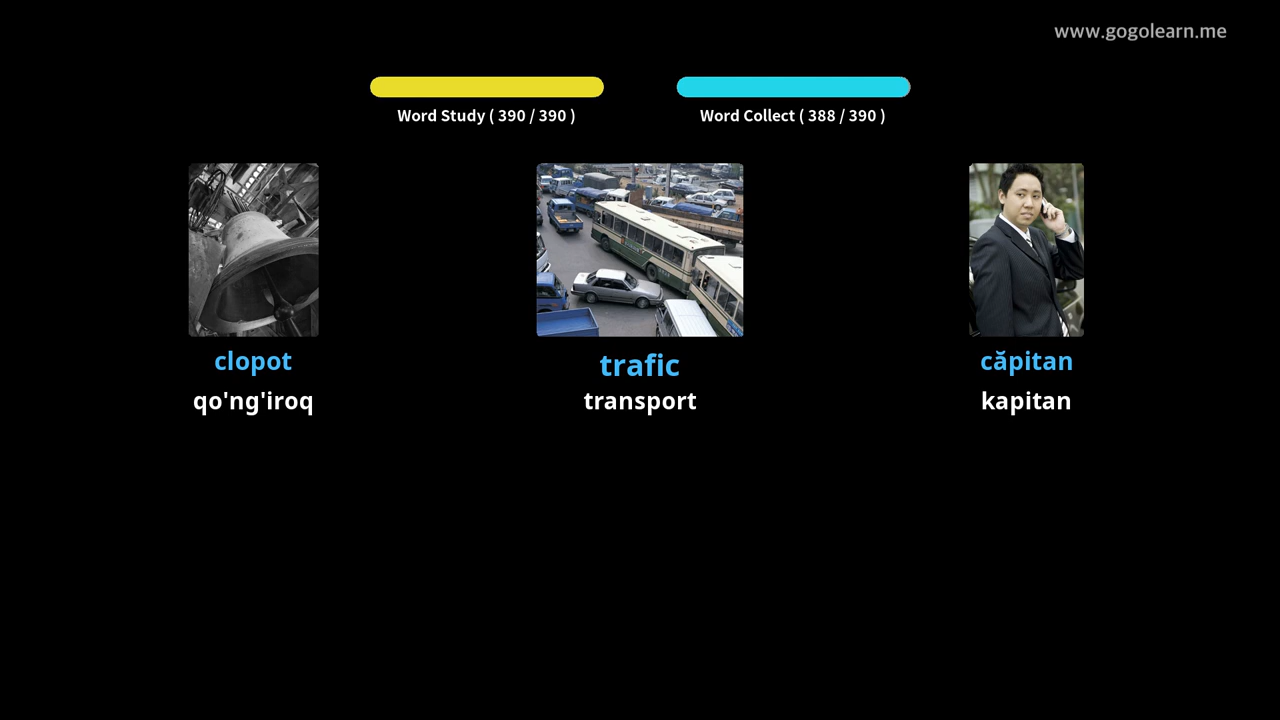 www.gogolearn.me
Word Study ( 390 / 390 )
Word Collect ( 388 / 390 )
clopot
trafic
căpitan
qo'ng'iroq
transport
kapitan